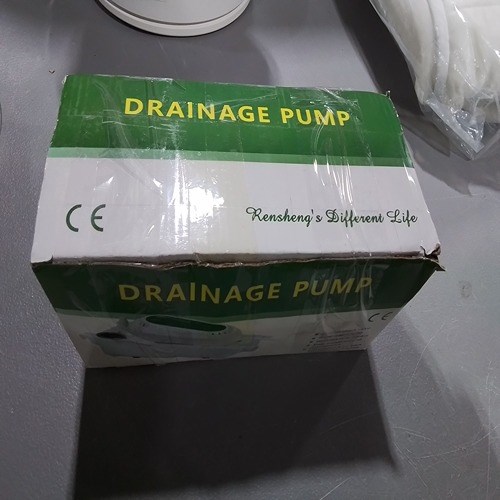 DRAINAGE PUMP
CE
Rensheng's Different Life
DRAINAGE PUMP
CE